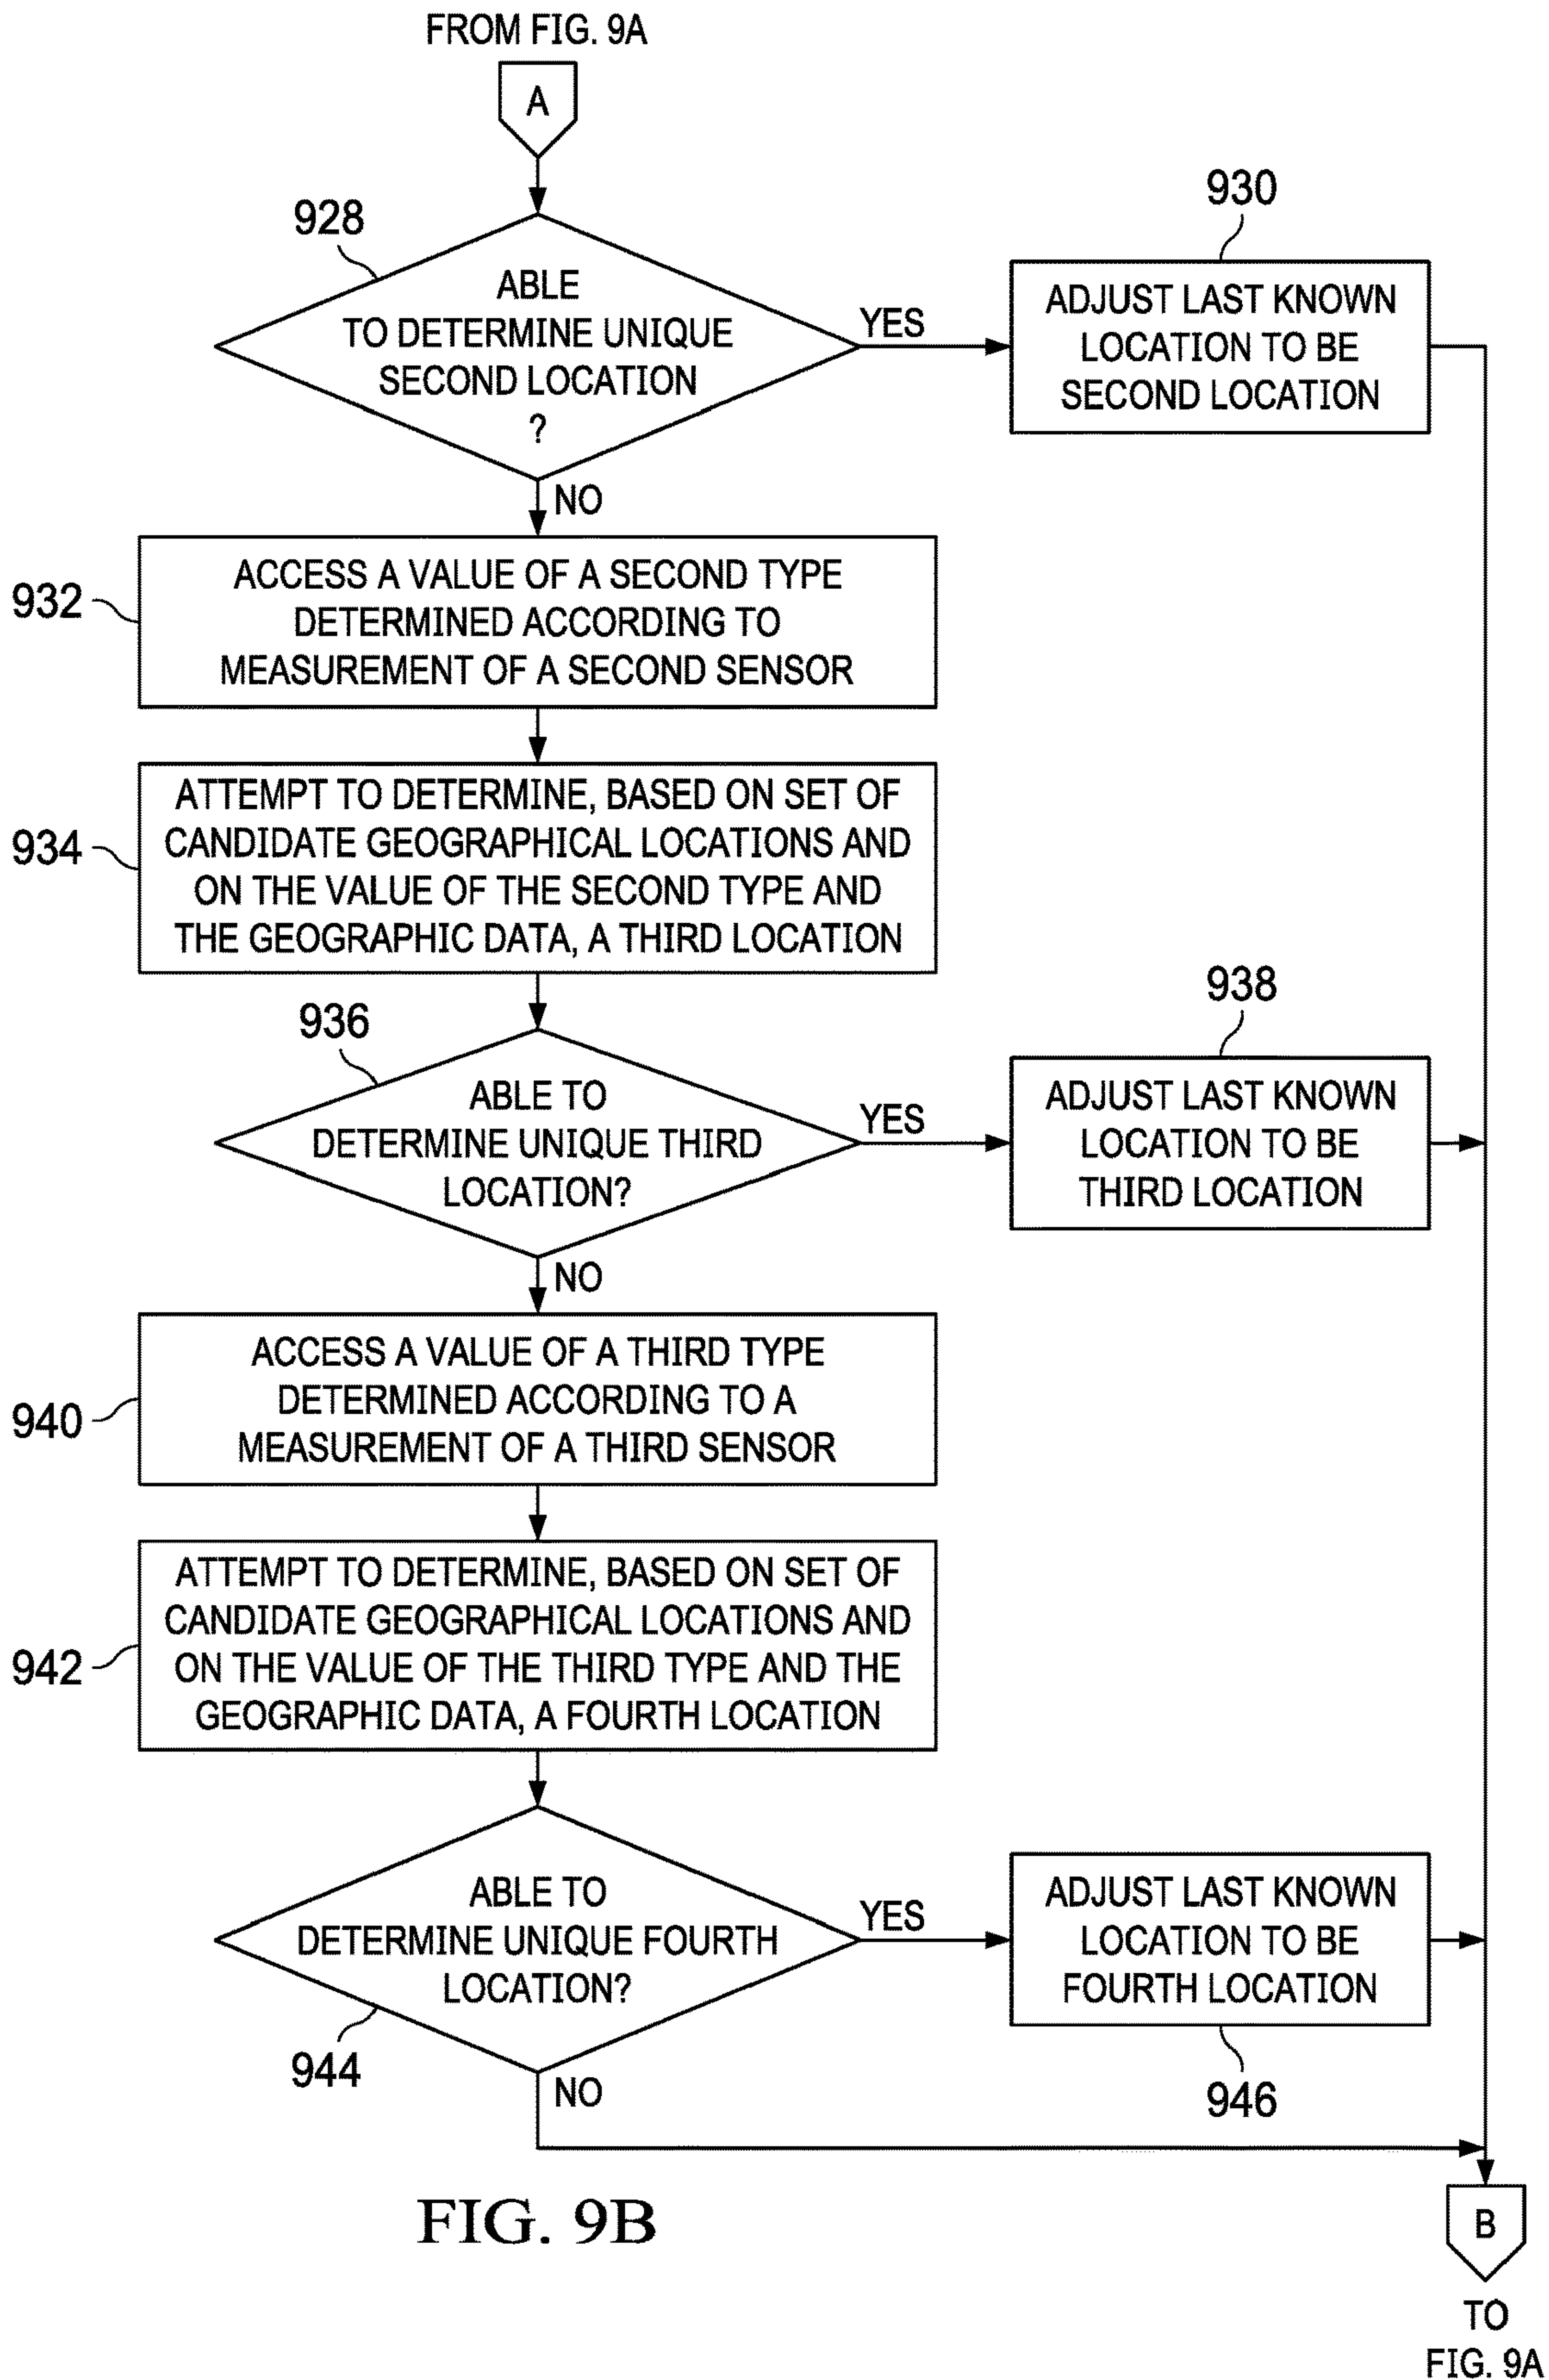 FROM FIG. 9A
A
928
ABLE
TO DETERMINE UNIQUE
SECOND LOCATION
?
YES
930
ADJUST LAST KNOWN
LOCATION TO BE
SECOND LOCATION
NO
932
ACCESS A VALUE OF A SECOND TYPE
DETERMINED ACCORDING TO
MEASUREMENT OF A SECOND SENSOR
934
ATTEMPT TO DETERMINE, BASED ON SET OF
CANDIDATE GEOGRAPHICAL LOCATIONS AND
ON THE VALUE OF THE SECOND TYPE AND
THE GEOGRAPHIC DATA, A THIRD LOCATION
936
ABLE TO
DETERMINE UNIQUE THIRD
LOCATION?
YES
938
ADJUST LAST KNOWN
LOCATION TO BE
THIRD LOCATION
NO
940
ACCESS A VALUE OF A THIRD TYPE
DETERMINED ACCORDING TO A
MEASUREMENT OF A THIRD SENSOR
942
ATTEMPT TO DETERMINE, BASED ON SET OF
CANDIDATE GEOGRAPHICAL LOCATIONS AND
ON THE VALUE OF THE THIRD TYPE AND THE
GEOGRAPHIC DATA, A FOURTH LOCATION
ABLE TO
DETERMINE UNIQUE FOURTH
LOCATION?
944
YES
ADJUST LAST KNOWN
LOCATION TO BE
FOURTH LOCATION
946
NO
FIG. 9B
B
TO
FIG. 9A